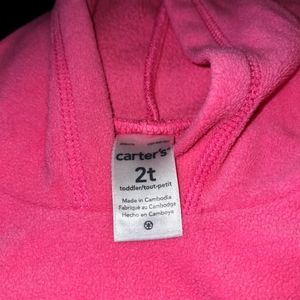 carter's
2t
toddler/tout-petit
Made in Cambodia
Fabriqué au Cambodge
Hecho en Camboya